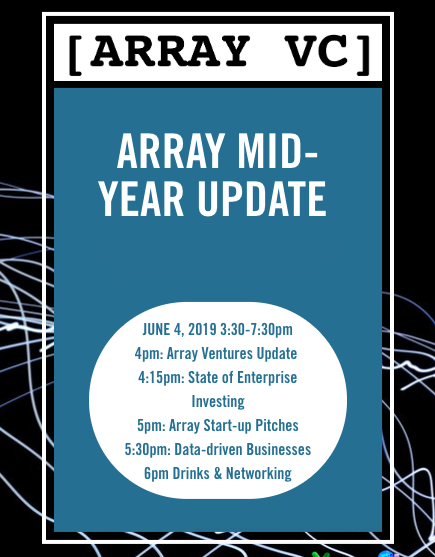 [ARRAY VC]
ARRAY MID-
YEAR UPDATE
JUNE 4, 2019 3:30-7:30pm
4pm: Array Ventures Update
4:15pm: State of Enterprise
Investing
5pm: Array Start-up Pitches
5:30pm: Data-driven Businesses
6pm Drinks & Networking